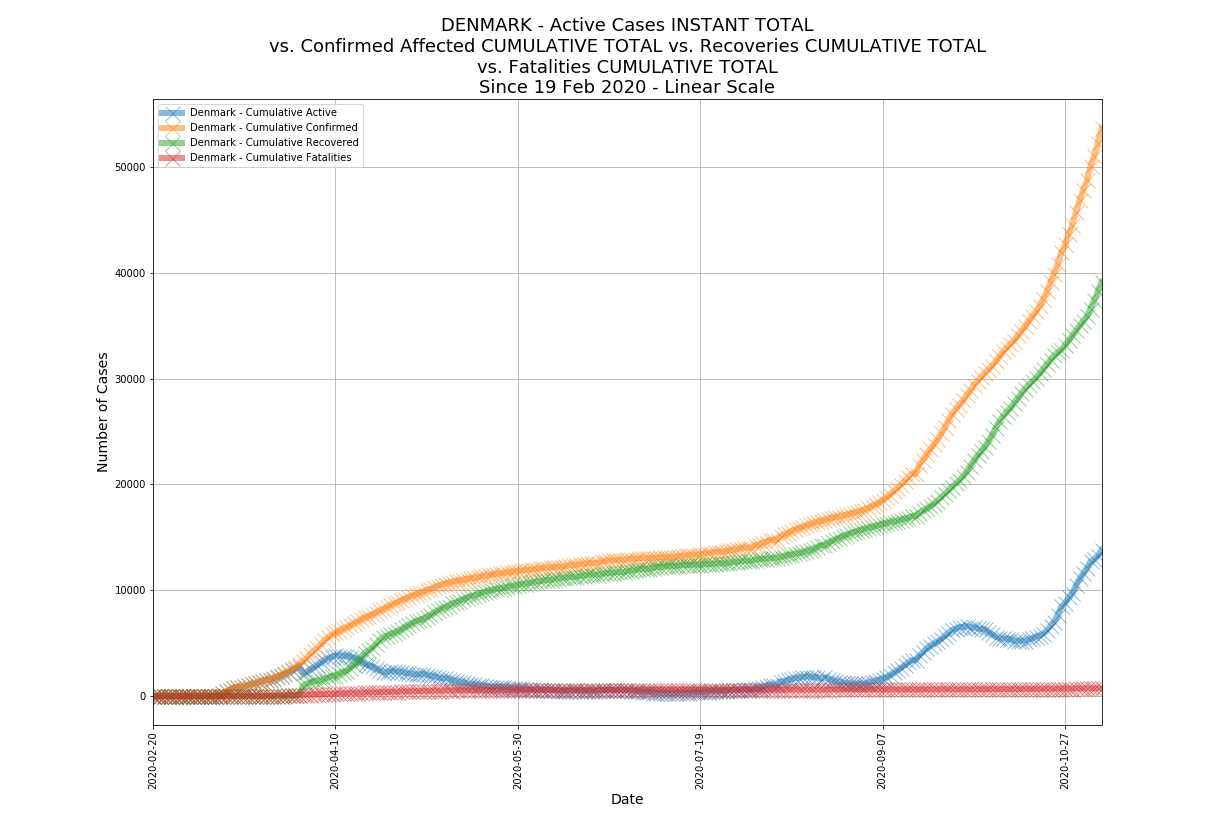 DENMARK - Active Cases INSTANT TOTAL
vs. Confirmed Affected CUMULATIVE TOTAL vs. Recoveries CUMULATIVE TOTAL
vs. Fatalities CUMULATIVE TOTAL
Since 19 Feb 2020 - Linear Scale
Denmark - Cumulative Active
Denmark - Cumulative Confirmed
Denmark - Cumulative Recovered
Denmark - Cumulative Fatalities
Number of Cases
50000
40000
30000
20000
10000
0
2020-02-20
2020-04-10
2020-05-30
2020-07-19
2020-09-07
2020-10-27
Date